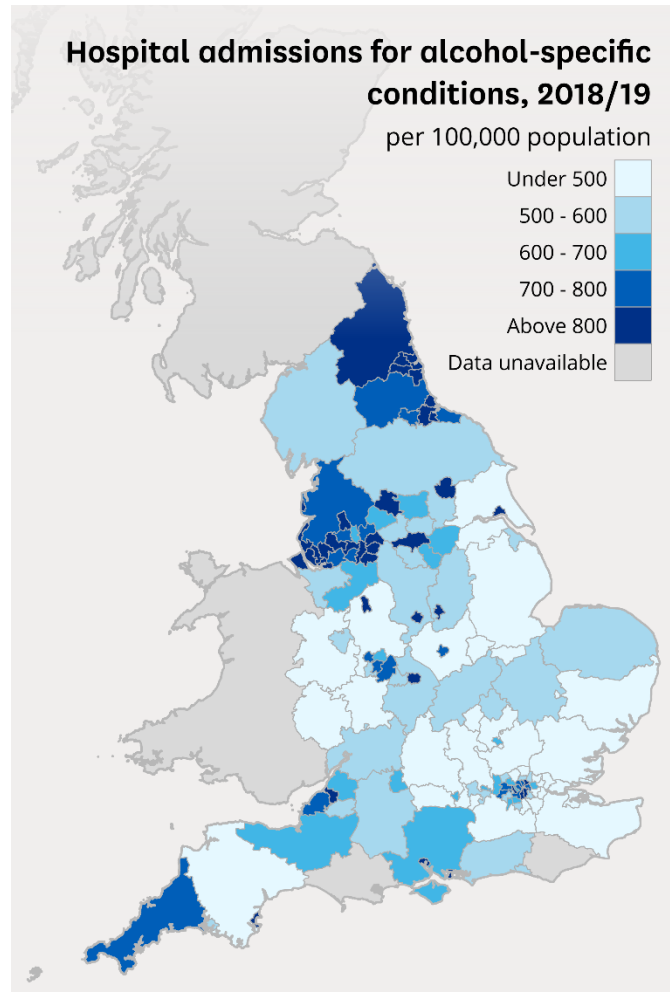 Hospital admissions for alcohol-specific
conditions, 2018/19
per 100,000 population
Under 500
500 - 600
600 - 700
700 - 800
Above 800
Data unavailable